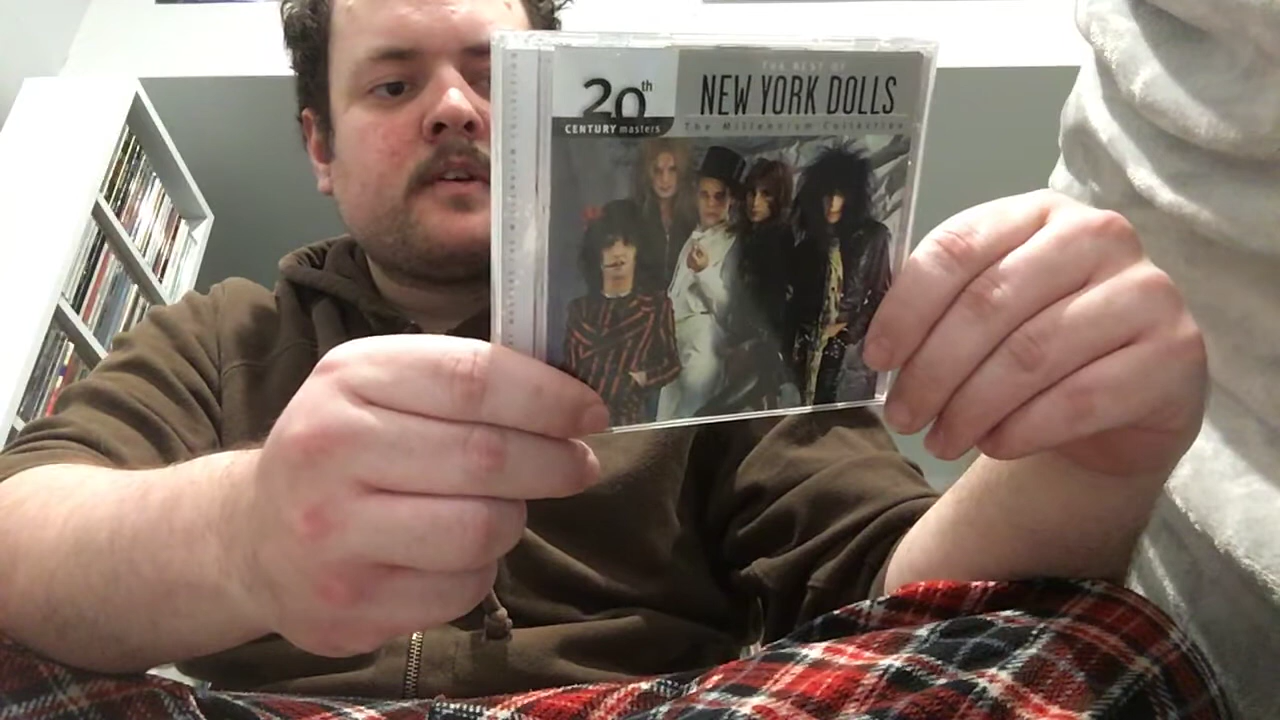 20th
CENTURY masters
THE BEST OF
NEW YORK DOLLS
The Millennium Collection